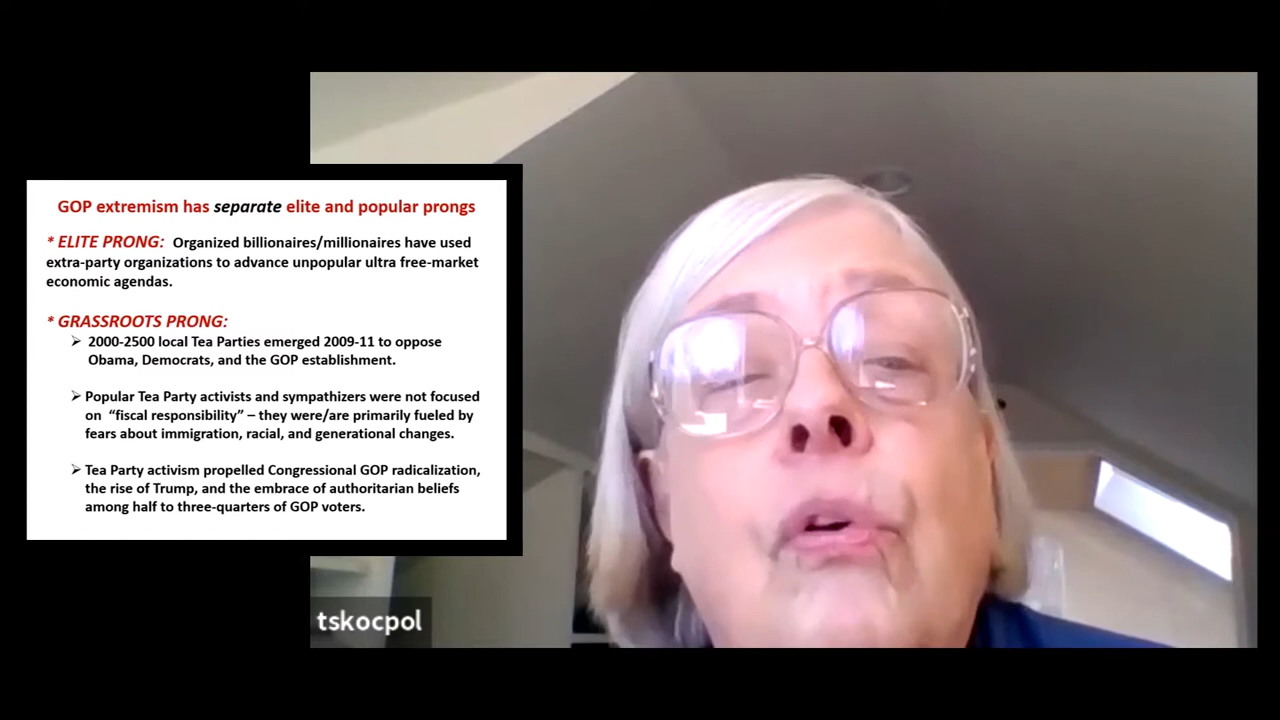 GOP extremism has separate elite and popular prongs
* ELITE PRONG: Organized billionaires/millionaires have used
extra-party organizations to advance unpopular ultra free-market
economic agendas.
* GRASSROOTS PRONG:
➢ 2000-2500 local Tea Parties emerged 2009-11 to oppose
Obama, Democrats, and the GOP establishment.
➢ Popular Tea Party activists and sympathizers were not focused
on “fiscal responsibility” – they were/are primarily fueled by
fears about immigration, racial, and generational changes.
➢ Tea Party activism propelled Congressional GOP radicalization,
the rise of Trump, and the embrace of authoritarian beliefs
among half to three-quarters of GOP voters.
tskocpol